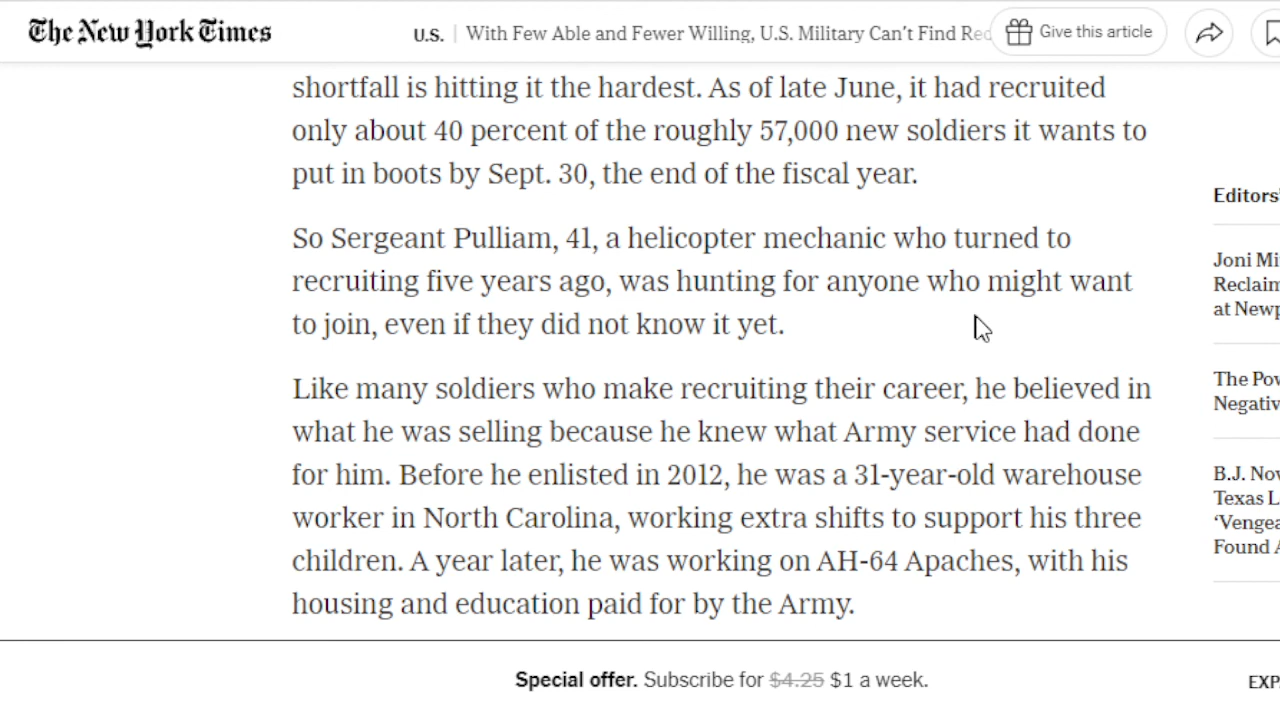 The New York Times
U.S. | With Few Able and Fewer Willing, U.S. Military Can't Find
Give this article
shortfall is hitting it the hardest. As of late June, it had recruited
only about 40 percent of the roughly 57,000 new soldiers it wants to
put in boots by Sept. 30, the end of the fiscal year.
So Sergeant Pulliam, 41, a helicopter mechanic who turned to
recruiting five years ago, was hunting for anyone who might want
to join, even if they did not know it yet.
Like many soldiers who make recruiting their career, he believed in
what he was selling because he knew what Army service had done
for him. Before he enlisted in 2012, he was a 31-year-old warehouse
worker in North Carolina, working extra shifts to support his three
children. A year later, he was working on AH-64 Apaches, with his
housing and education paid for by the Army.
Editors'
Joni Mi
Reclaim
at Newp
The Pow
Negativ
B.J. Nov
Texas L
‘Vengea
Found A
Special offer. Subscribe for $4.25 $1 a week.
EXP